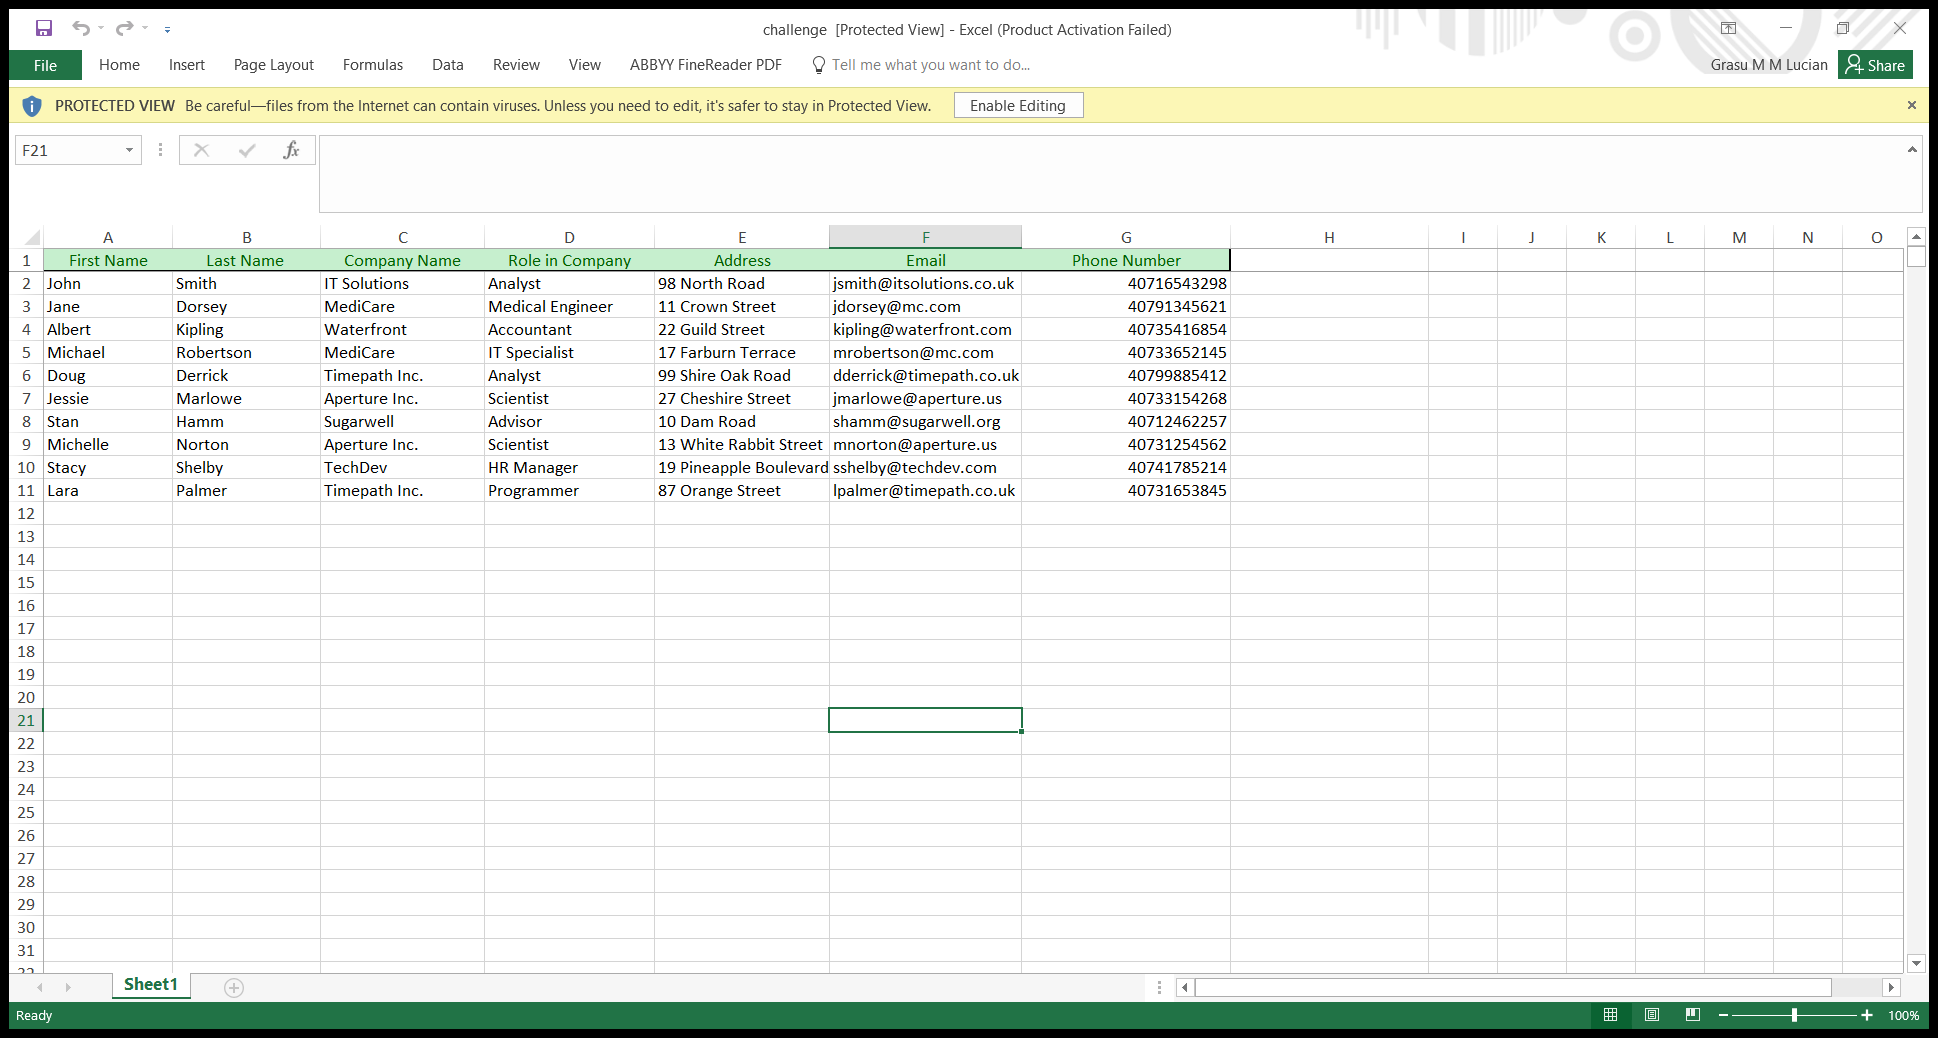 challenge [Protected View] - Excel (Product Activation Failed)
File Home Insert Page Layout Formulas Data Review View ABBYY FineReader PDF Tell me what you want to do... Grasu M M Lucian Share
PROTECTED VIEW Be careful—files from the Internet can contain viruses. Unless you need to edit, it's safer to stay in Protected View. Enable Editing
F21 fx
A B C D E F G H I J K L M N O
1 First Name Last Name Company Name Role in Company Address Email Phone Number
2 John Smith IT Solutions Analyst 98 North Road jsmith@itsolutions.co.uk 40716543298
3 Jane Dorsey MediCare Medical Engineer 11 Crown Street jdorsey@mc.com 40791345621
4 Albert Kipling Waterfront Accountant 22 Guild Street kipling@waterfront.com 40735416854
5 Michael Robertson MediCare IT Specialist 17 Farburn Terrace mrobertson@mc.com 40733652145
6 Doug Derrick Timepath Inc. Analyst 99 Shire Oak Road dderrick@timepath.co.uk 40799885412
7 Jessie Marlowe Aperture Inc. Scientist 27 Cheshire Street jmarlowe@aperture.us 40733154268
8 Stan Hamm Sugarwell Advisor 10 Dam Road shamm@sugarwell.org 40712462257
9 Michelle Norton Aperture Inc. Scientist 13 White Rabbit Street mnorton@aperture.us 40731254562
10 Stacy Shelby TechDev HR Manager 19 Pineapple Boulevard sshelby@techdev.com 40741785214
11 Lara Palmer Timepath Inc. Programmer 87 Orange Street lpalmer@timepath.co.uk 40731653845
12
13
14
15
16
17
18
19
20
21
22
23
24
25
26
27
28
29
30
31
32
Sheet1
Ready 100%